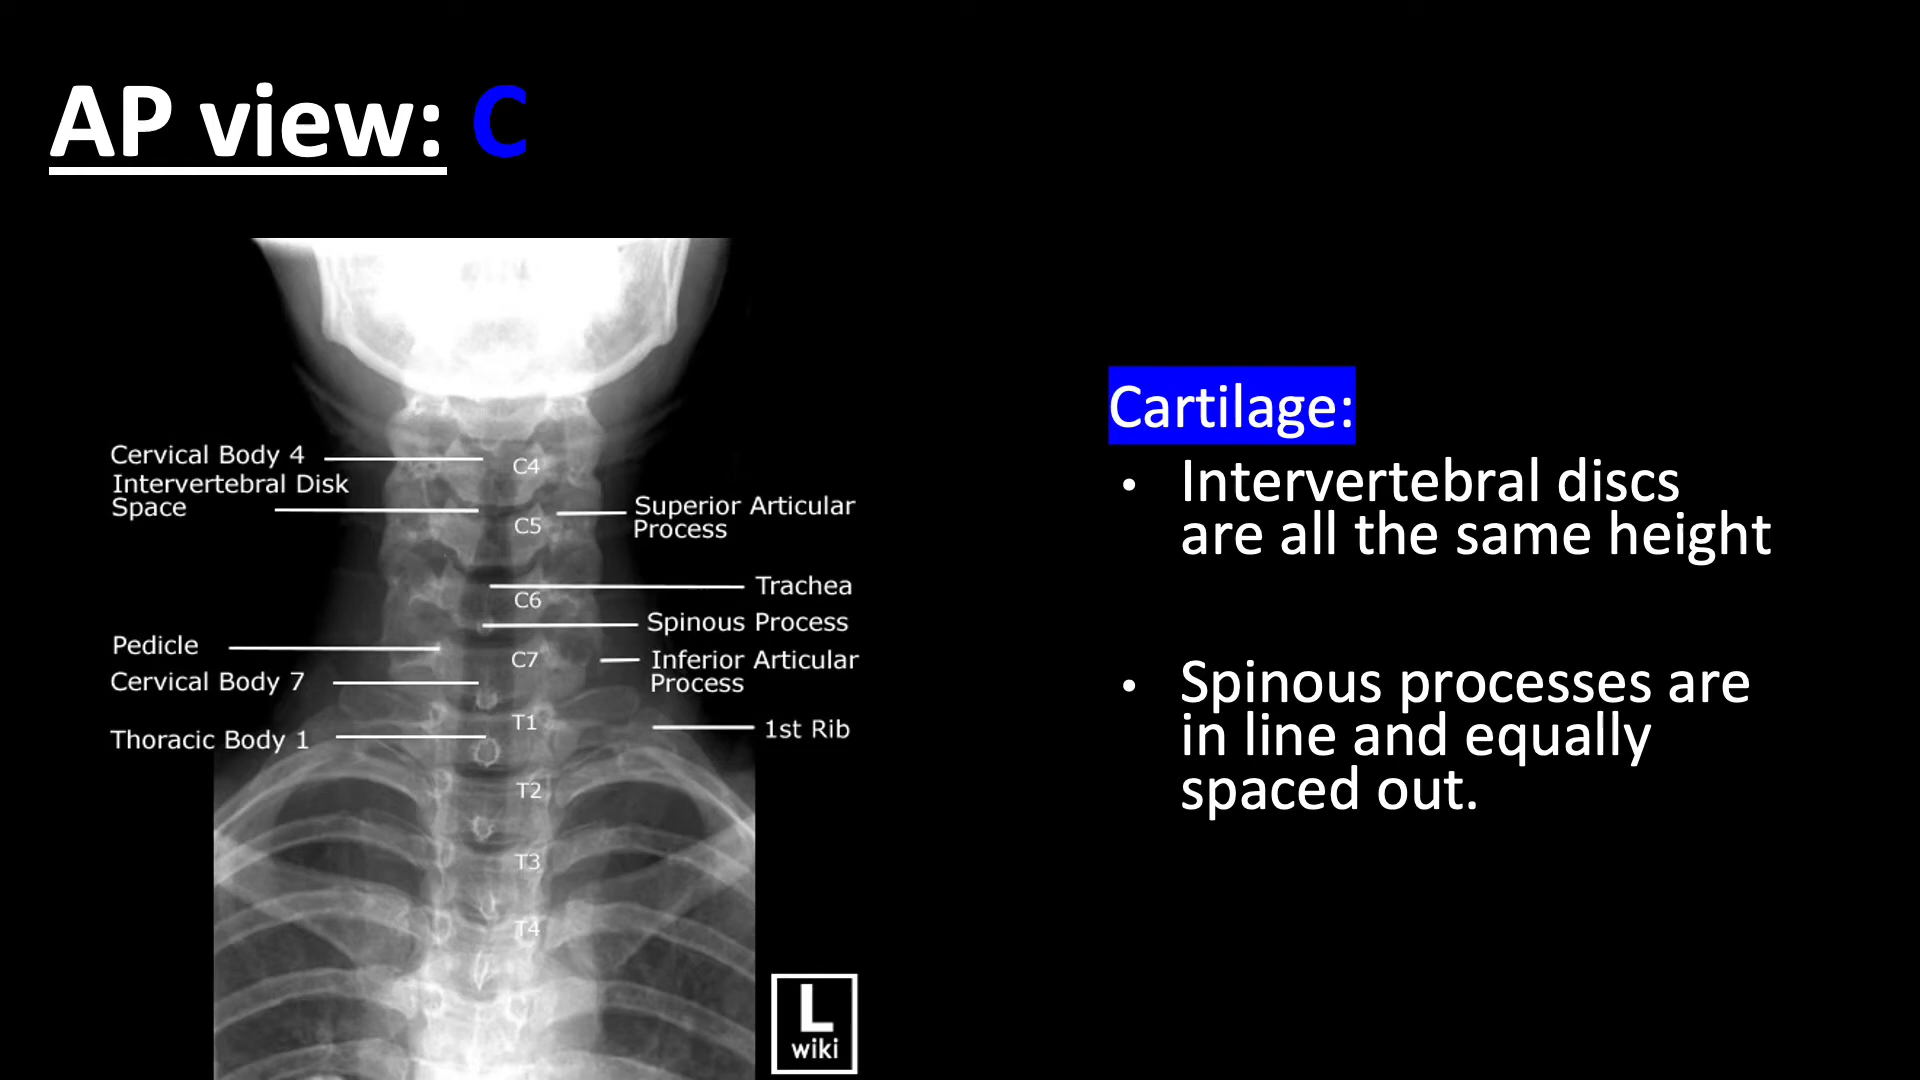 AP view: C
Cervical Body 4
Intervertebral Disk
Space
Pedicle
Cervical Body 7
Thoracic Body 1
C4
C5
C6
C7
T1
T2
T3
T4
Superior Articular
Process
Trachea
Spinous Process
Inferior Articular
Process
1st Rib
L
wiki
Cartilage:
• Intervertebral discs
are all the same height
• Spinous processes are
in line and equally
spaced out.